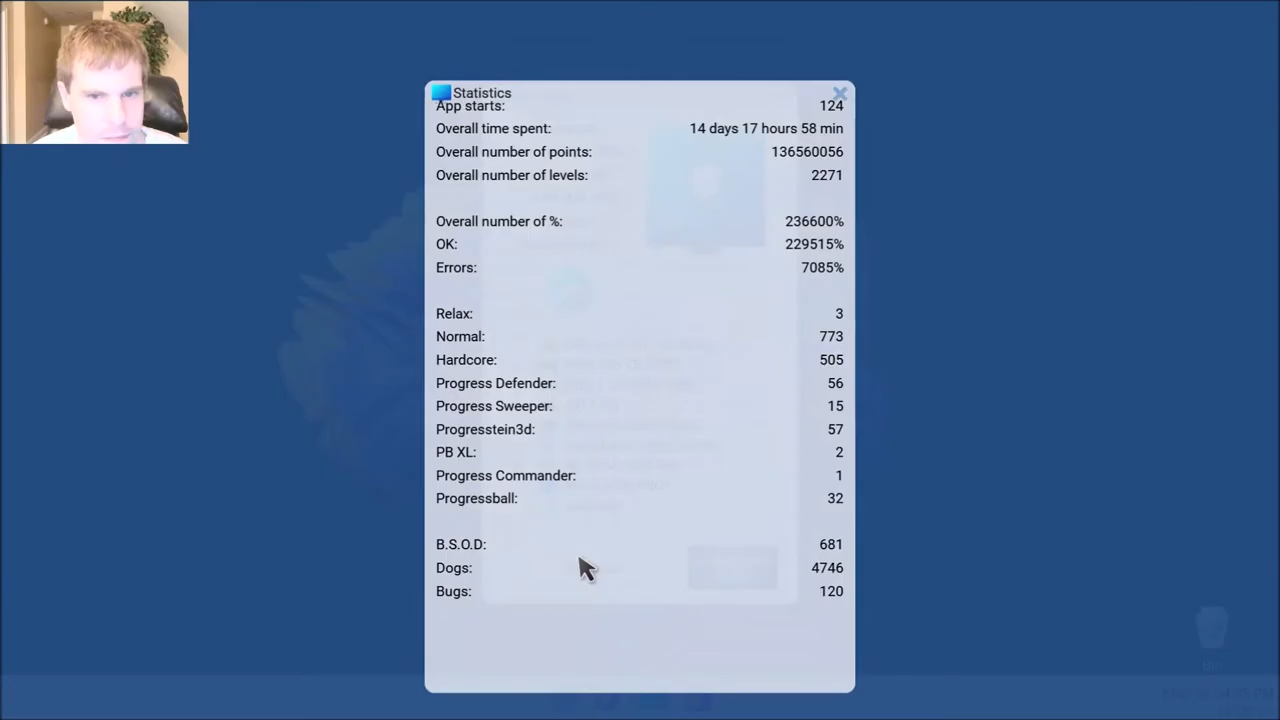 Statistics
App starts: 124
Overall time spent: 14 days 17 hours 58 min
Overall number of points: 136560056
Overall number of levels: 2271
Overall number of %: 236600%
OK: 229515%
Errors: 7085%
Relax: 3
Normal: 773
Hardcore: 505
Progress Defender: 56
Progress Sweeper: 15
Progresstein3d: 57
PB XL: 2
Progress Commander: 1
Progressball: 32
B.S.O.D: 681
Dogs: 4746
Bugs: 120